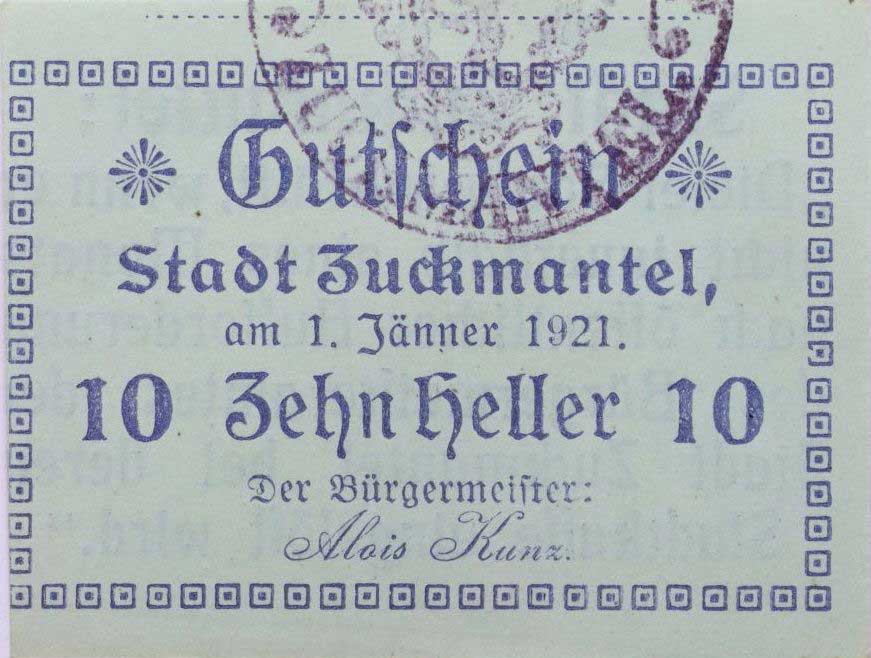 Gutschein
Stadt Zuckmantel,
am 1. Jänner 1921.
10 Zehn Heller 10
Der Bürgermeister:
Alois Kunz.